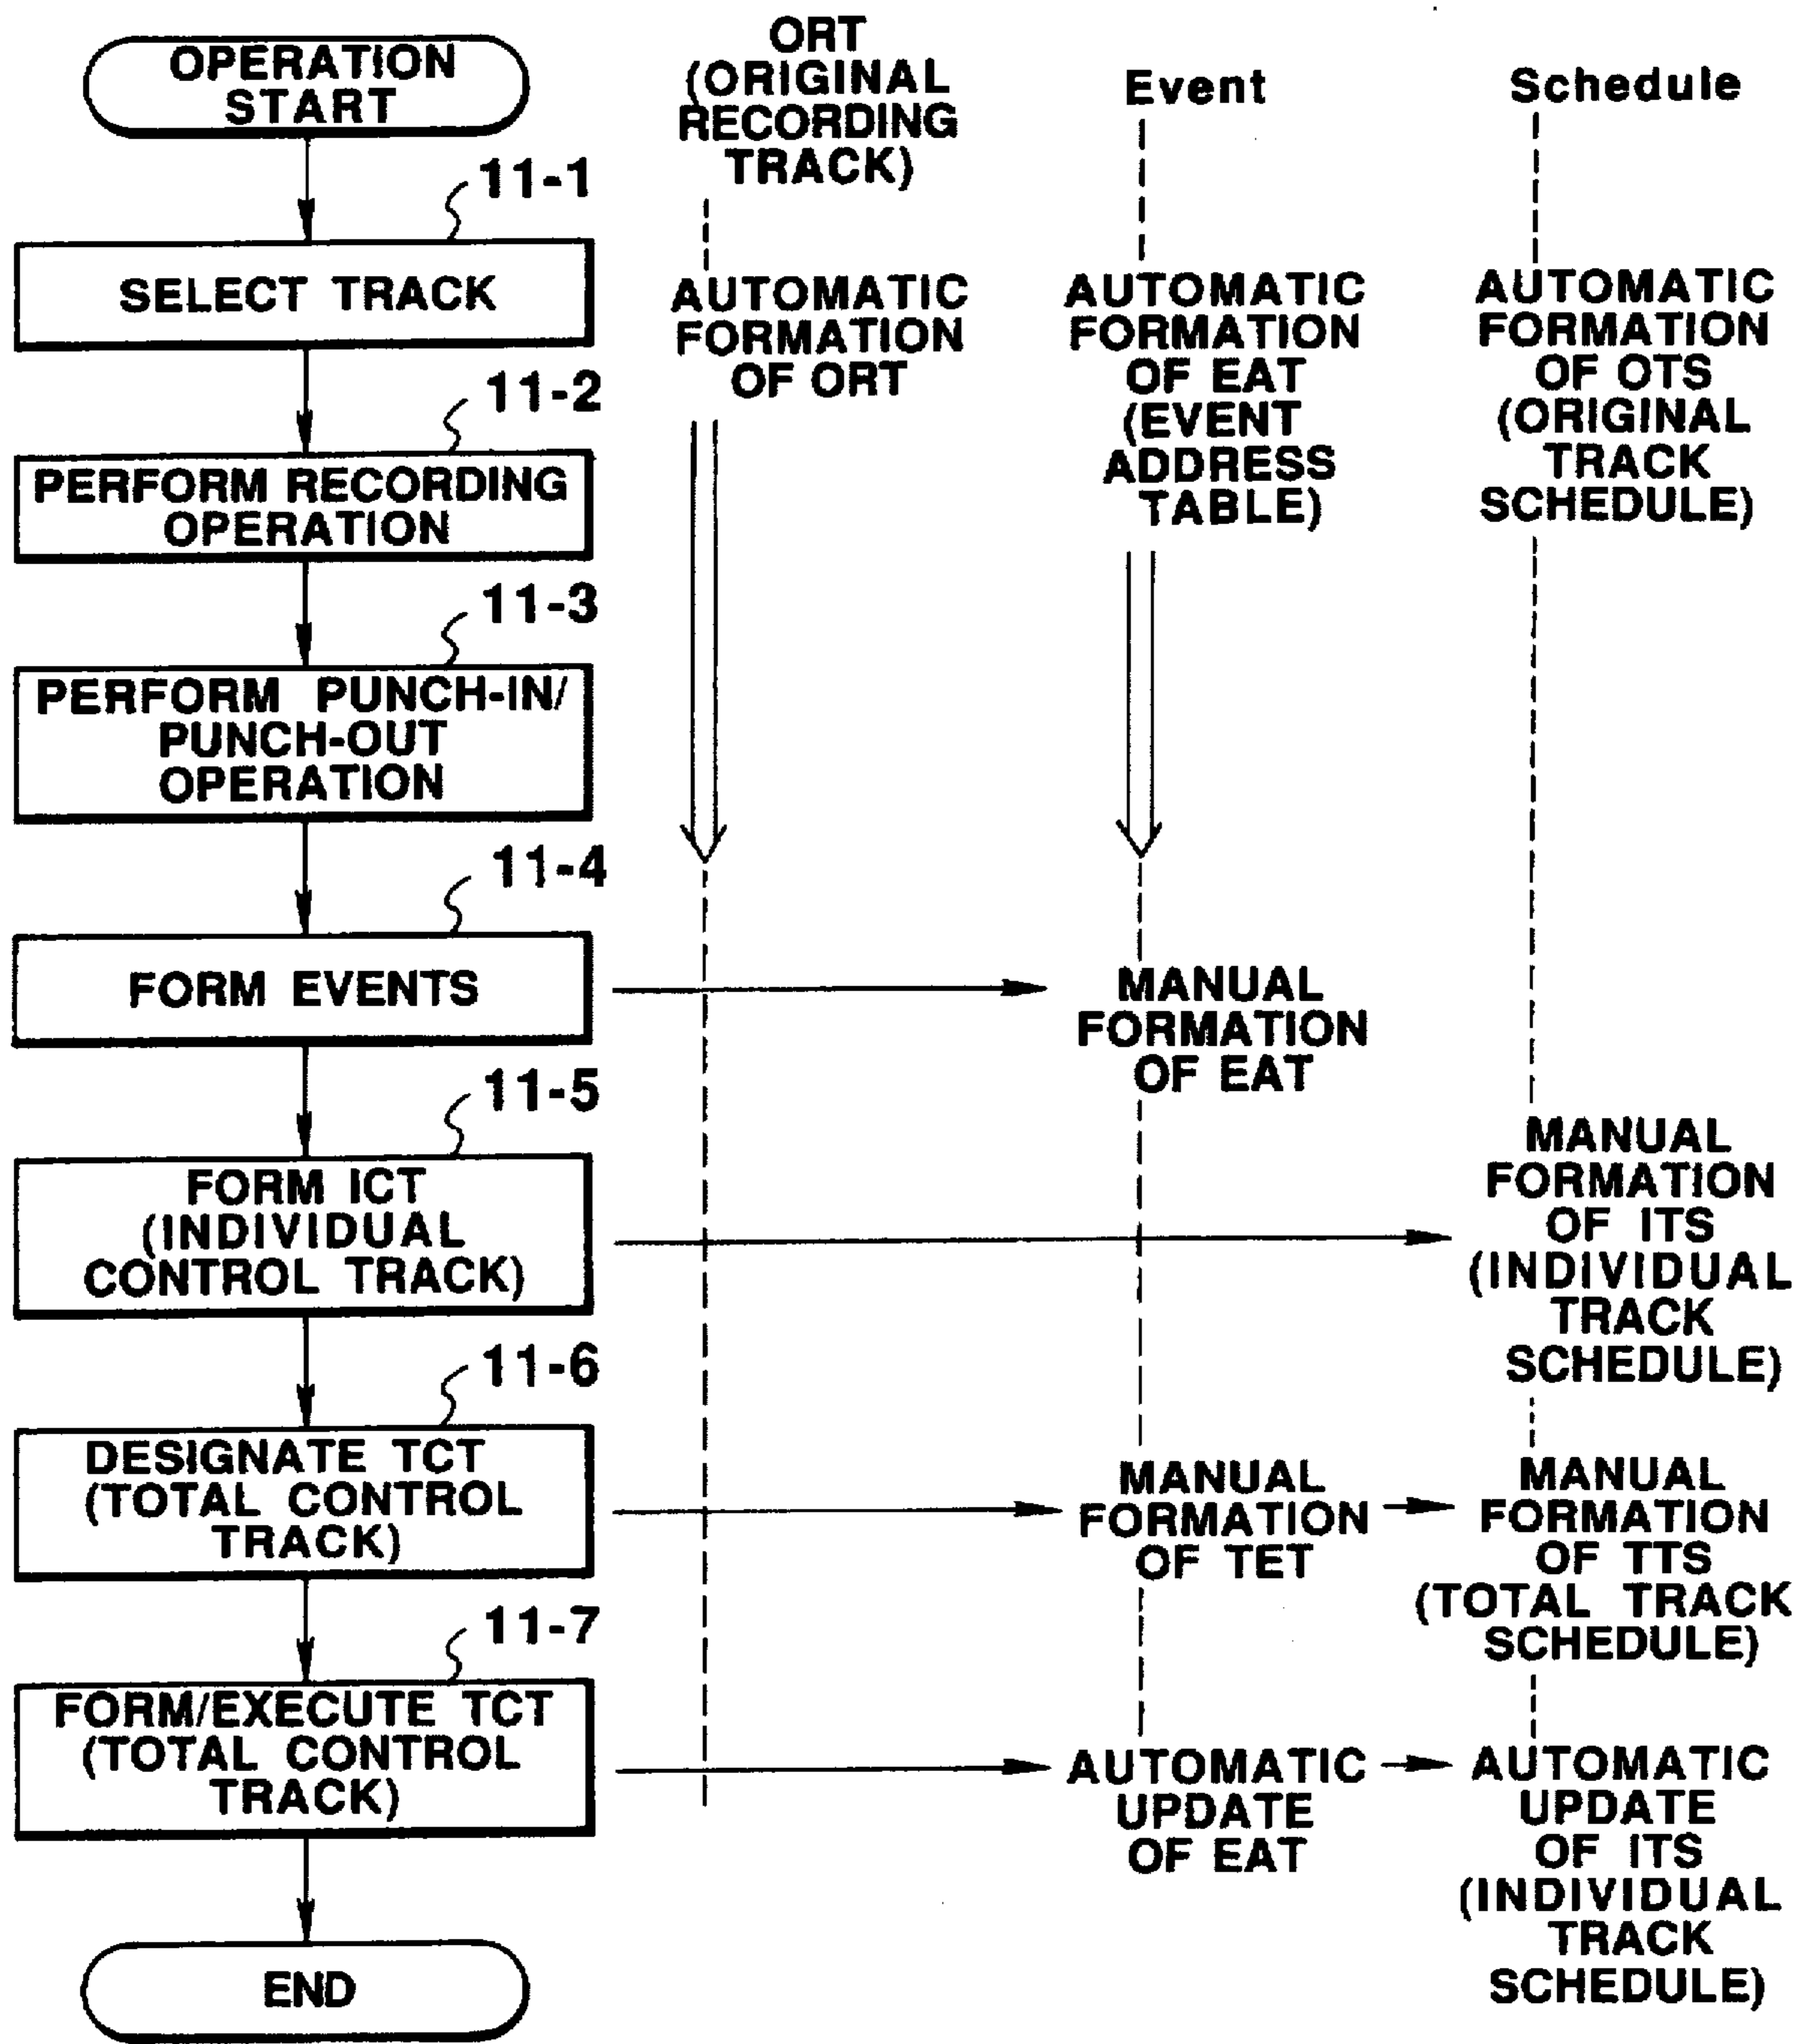 OPERATION
START
11-1
SELECT TRACK
11-2
PERFORM RECORDING
OPERATION
11-3
PERFORM PUNCH-IN/
PUNCH-OUT
OPERATION
11-4
FORM EVENTS
11-5
FORM ICT
(INDIVIDUAL
CONTROL TRACK)
11-6
DESIGNATE TCT
(TOTAL CONTROL
TRACK)
11-7
FORM/EXECUTE TCT
(TOTAL CONTROL
TRACK)
END
ORT
(ORIGINAL
RECORDING
TRACK)
AUTOMATIC
FORMATION
OF ORT
Event
AUTOMATIC
FORMATION
OF EAT
(EVENT
ADDRESS
TABLE)
MANUAL
FORMATION
OF EAT
MANUAL
FORMATION
OF TET
AUTOMATIC
UPDATE
OF EAT
Schedule
AUTOMATIC
FORMATION
OF OTS
(ORIGINAL
TRACK
SCHEDULE)
MANUAL
FORMATION
OF ITS
(INDIVIDUAL
TRACK
SCHEDULE)
MANUAL
FORMATION
OF TTS
(TOTAL TRACK
SCHEDULE)
AUTOMATIC
UPDATE
OF ITS
(INDIVIDUAL
TRACK
SCHEDULE)